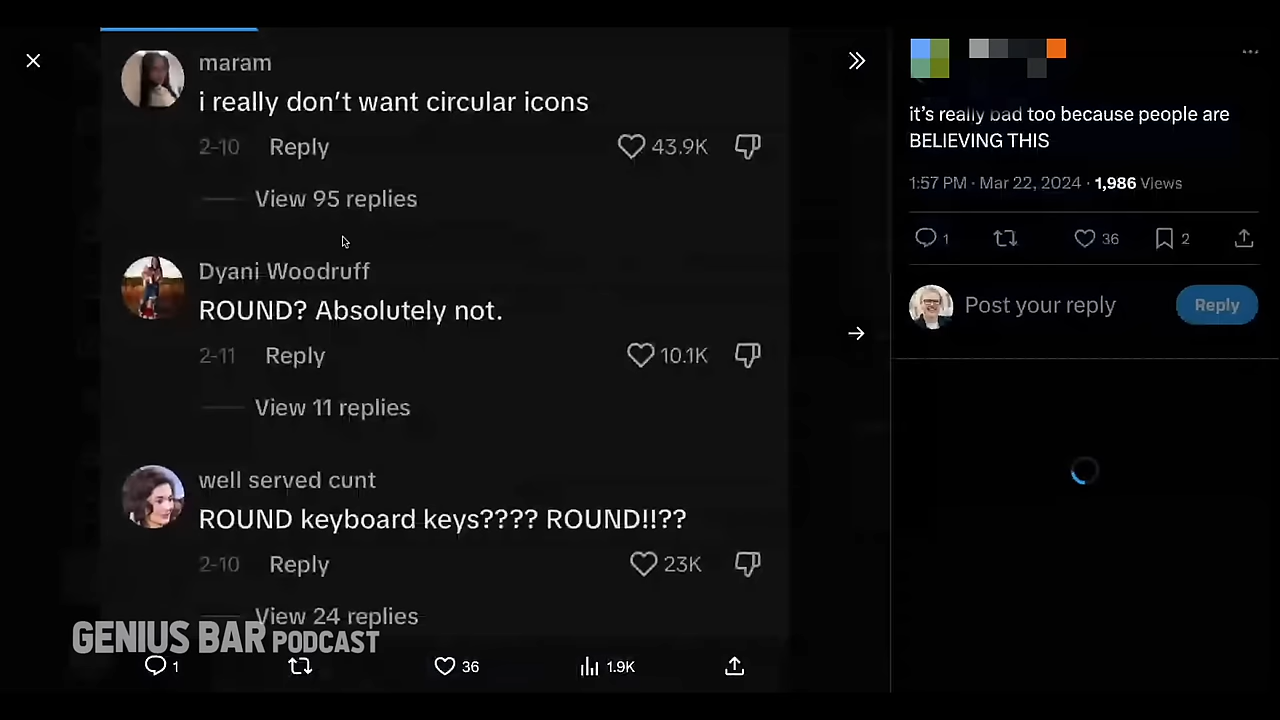 maram
i really don’t want circular icons
2-10 Reply 43.9K
View 95 replies
Dyani Woodruff
ROUND? Absolutely not.
2-11 Reply 10.1K
View 11 replies
well served cunt
ROUND keyboard keys???? ROUND!!??
2-10 Reply 23K
View 24 replies
GENIUS BAR PODCAST
1 36 1.9K
it’s really bad too because people are
BELIEVING THIS
1:57 PM · Mar 22, 2024 · 1,986 Views
1 36 2
Post your reply Reply